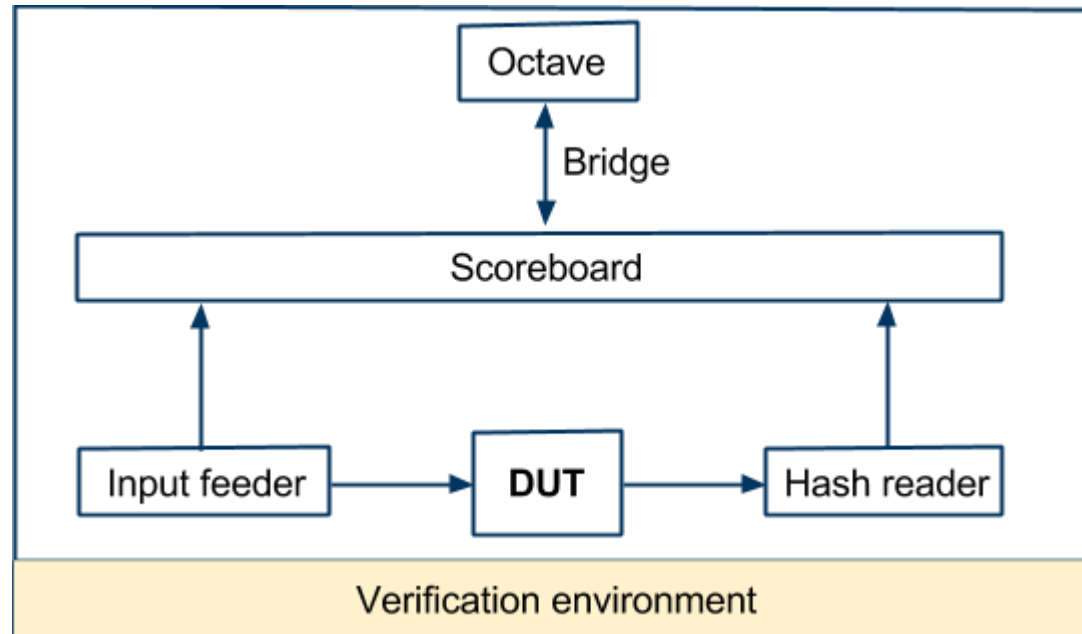 Octave
Bridge
Scoreboard
Input feeder
DUT
Hash reader
Verification environment